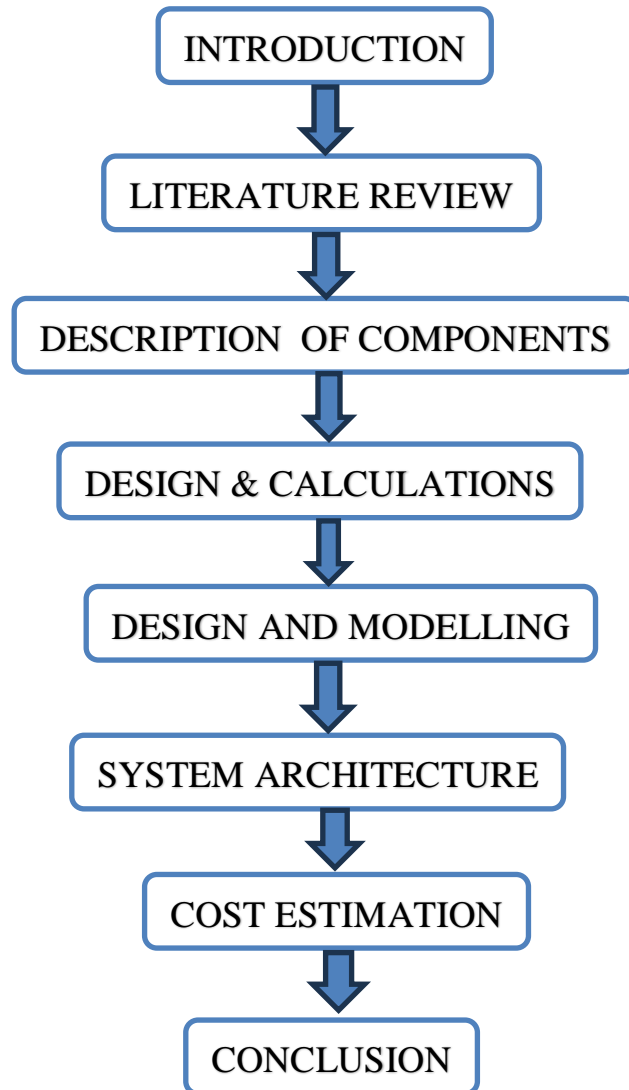 INTRODUCTION
LITERATURE REVIEW
DESCRIPTION OF COMPONENTS
DESIGN & CALCULATIONS
DESIGN AND MODELLING
SYSTEM ARCHITECTURE
COST ESTIMATION
CONCLUSION